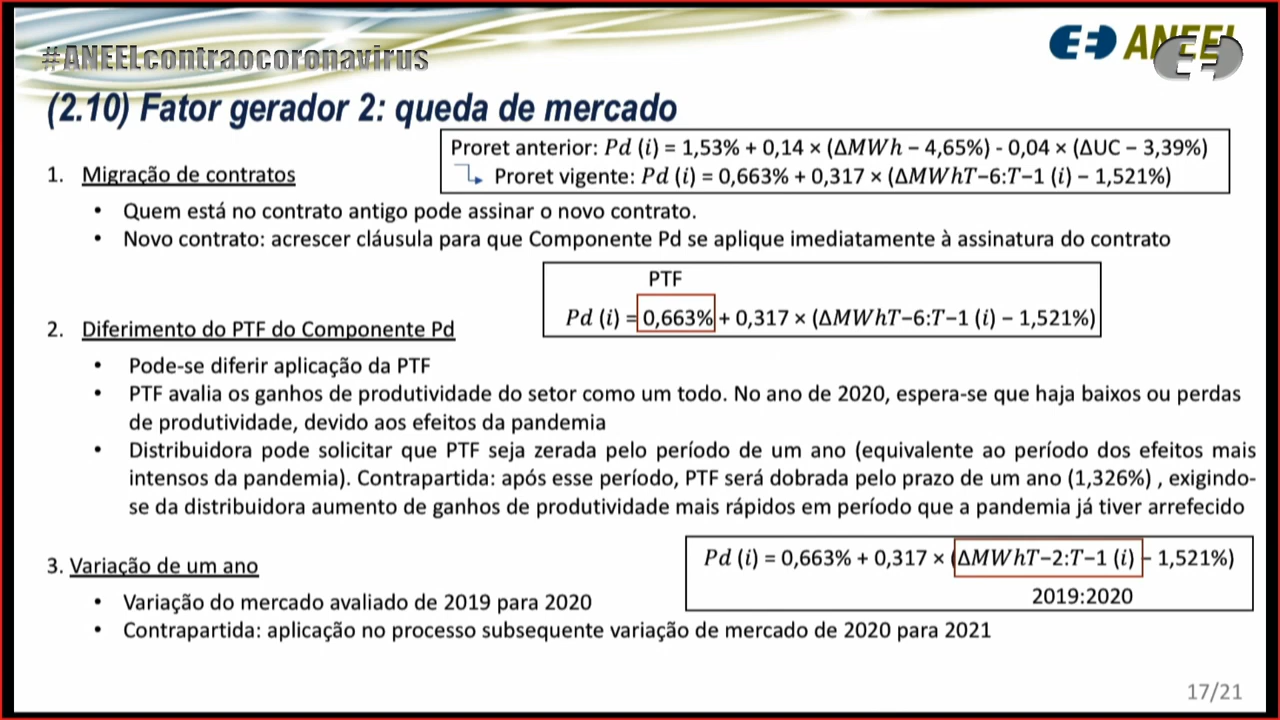 #ANEELcontraocoronavirus
ANEEL
(2.10) Fator gerador 2: queda de mercado
Proret anterior: Pd (i) = 1,53% + 0,14 × (ΔMWh − 4,65%) - 0,04 × (ΔUC − 3,39%)
Proret vigente: Pd (i) = 0,663% + 0,317 × (ΔMWhT−6:T−1 (i) − 1,521%)
1. Migração de contratos
• Quem está no contrato antigo pode assinar o novo contrato.
• Novo contrato: acrescer cláusula para que Componente Pd se aplique imediatamente à assinatura do contrato
PTF
Pd (i) = 0,663% + 0,317 × (ΔMWhT−6:T−1 (i) − 1,521%)
2. Diferimento do PTF do Componente Pd
• Pode-se diferir aplicação da PTF
• PTF avalia os ganhos de produtividade do setor como um todo. No ano de 2020, espera-se que haja baixos ou perdas
de produtividade, devido aos efeitos da pandemia
• Distribuidora pode solicitar que PTF seja zerada pelo período de um ano (equivalente ao período dos efeitos mais
intensos da pandemia). Contrapartida: após esse período, PTF será dobrada pelo prazo de um ano (1,326%) , exigindo-
se da distribuidora aumento de ganhos de produtividade mais rápidos em período que a pandemia já tiver arrefecido
Pd (i) = 0,663% + 0,317 × (ΔMWhT−2:T−1 (i) − 1,521%)
2019:2020
3. Variação de um ano
• Variação do mercado avaliado de 2019 para 2020
• Contrapartida: aplicação no processo subsequente variação de mercado de 2020 para 2021
17/21